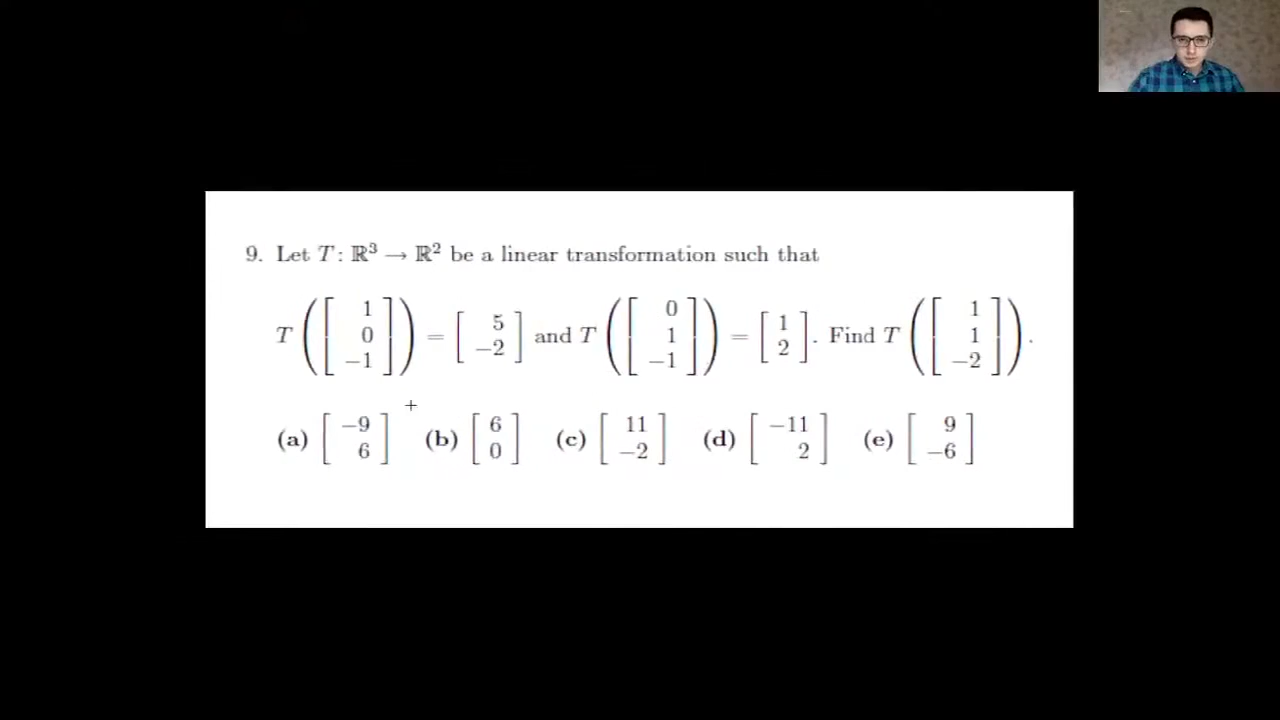 9. Let T: ℝ³ → ℝ² be a linear transformation such that
T([1 0 −1]) = [5 −2] and T([0 1 −1]) = [1 2]. Find T([1 1 −2]).
(a) [−9 6] (b) [6 0] (c) [11 −2] (d) [−11 2] (e) [9 −6]